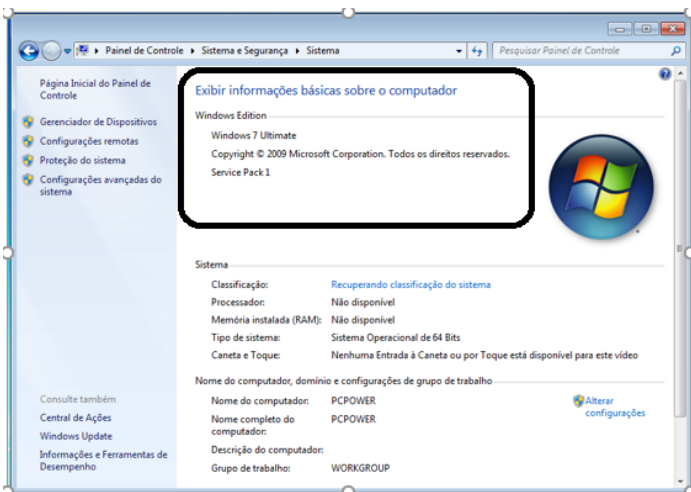 Painel de Controle ▸ Sistema e Segurança ▸ Sistema
Pesquisar Painel de Controle
Página Inicial do Painel de
Controle
Gerenciador de Dispositivos
Configurações remotas
Proteção do sistema
Configurações avançadas do
sistema
Exibir informações básicas sobre o computador
Windows Edition
Windows 7 Ultimate
Copyright © 2009 Microsoft Corporation. Todos os direitos reservados.
Service Pack 1
Sistema
Classificação: Recuperando classificação do sistema
Processador: Não disponível
Memória instalada (RAM): Não disponível
Tipo de sistema: Sistema Operacional de 64 Bits
Caneta e Toque: Nenhuma Entrada à Caneta ou por Toque está disponível para este vídeo
Nome do computador, domínio e configurações de grupo de trabalho
Nome do computador: PCPOWER
Nome completo do PCPOWER
computador:
Descrição do computador:
Grupo de trabalho: WORKGROUP
Alterar
configurações
Consulte também
Central de Ações
Windows Update
Informações e Ferramentas de
Desempenho